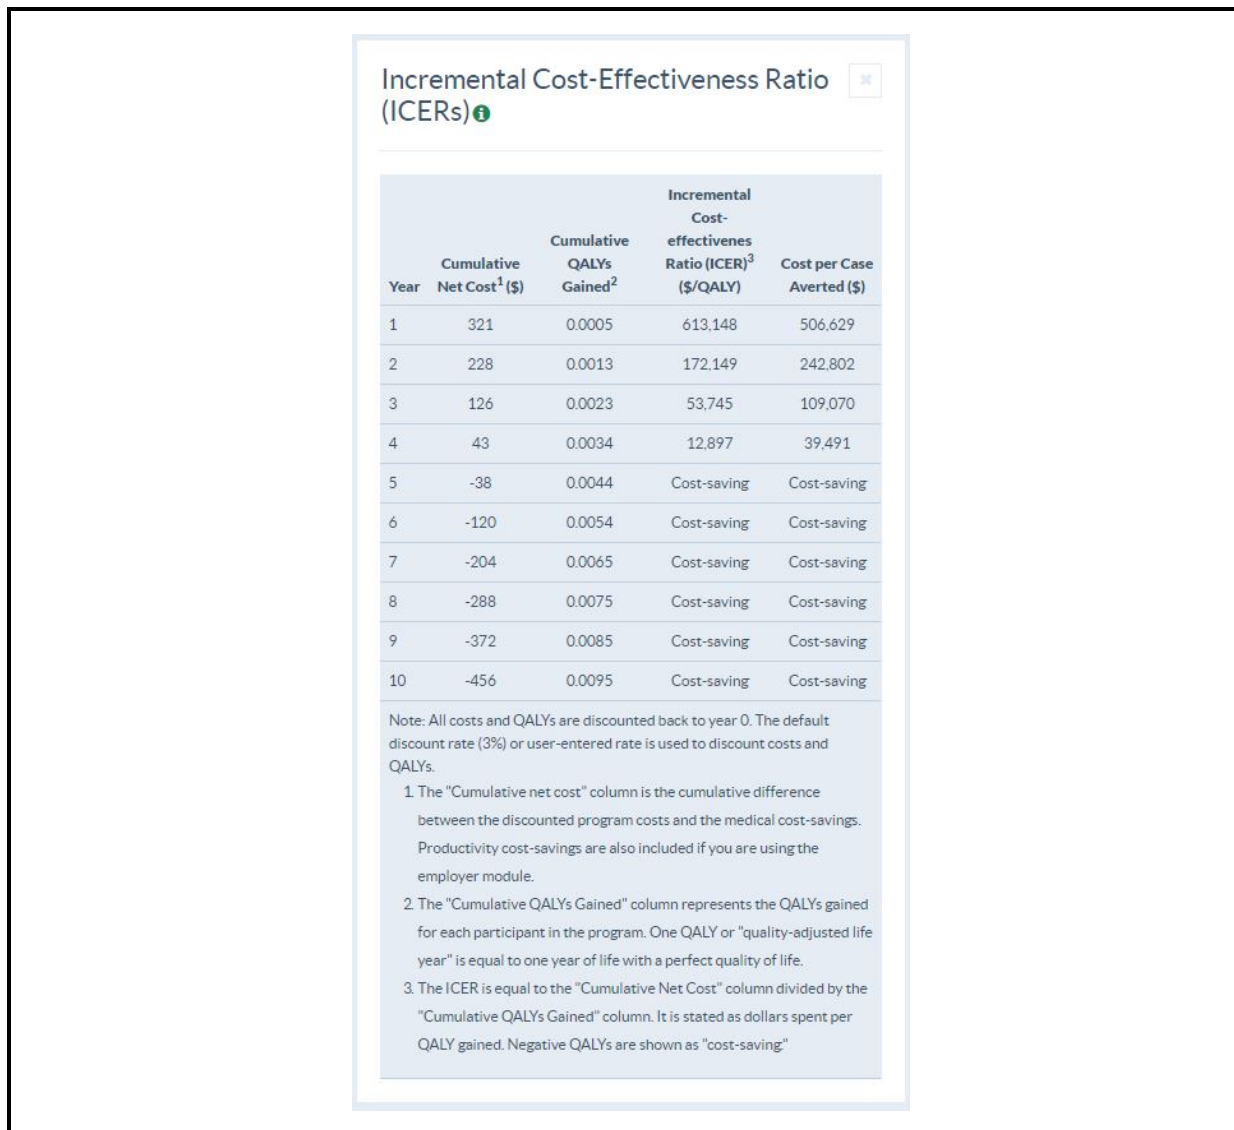 Incremental Cost-Effectiveness Ratio
(ICERs)
Incremental
Cost-
Cumulative effectivenes
Cumulative QALYs Ratio (ICER)3 Cost per Case
Year Net Cost1 ($) Gained2 ($/QALY) Averted ($)
1 321 0.0005 613,148 506,629
2 228 0.0013 172,149 242,802
3 126 0.0023 53,745 109,070
4 43 0.0034 12,897 39,491
5 -38 0.0044 Cost-saving Cost-saving
6 -120 0.0054 Cost-saving Cost-saving
7 -204 0.0065 Cost-saving Cost-saving
8 -288 0.0075 Cost-saving Cost-saving
9 -372 0.0085 Cost-saving Cost-saving
10 -456 0.0095 Cost-saving Cost-saving
Note: All costs and QALYs are discounted back to year 0. The default
discount rate (3%) or user-entered rate is used to discount costs and
QALYs.
1. The "Cumulative net cost" column is the cumulative difference
between the discounted program costs and the medical cost-savings.
Productivity cost-savings are also included if you are using the
employer module.
2. The "Cumulative QALYs Gained" column represents the QALYs gained
for each participant in the program. One QALY or "quality-adjusted life
year" is equal to one year of life with a perfect quality of life.
3. The ICER is equal to the "Cumulative Net Cost" column divided by the
"Cumulative QALYs Gained" column. It is stated as dollars spent per
QALY gained. Negative QALYs are shown as "cost-saving."